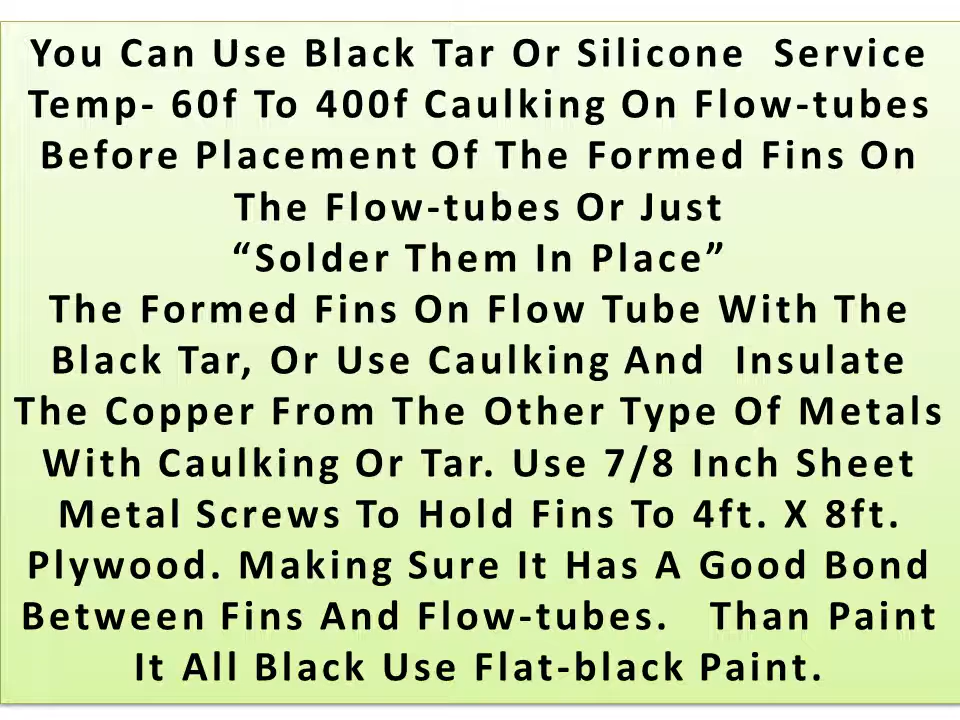 You Can Use Black Tar Or Silicone  Service
Temp- 60f To 400f Caulking On Flow-tubes
Before Placement Of The Formed Fins On
The Flow-tubes Or Just
“Solder Them In Place”
The Formed Fins On Flow Tube With The
Black Tar, Or Use Caulking And  Insulate
The Copper From The Other Type Of Metals
With Caulking Or Tar. Use 7/8 Inch Sheet
Metal Screws To Hold Fins To 4ft. X 8ft.
Plywood. Making Sure It Has A Good Bond
Between Fins And Flow-tubes.   Than Paint
It All Black Use Flat-black Paint.